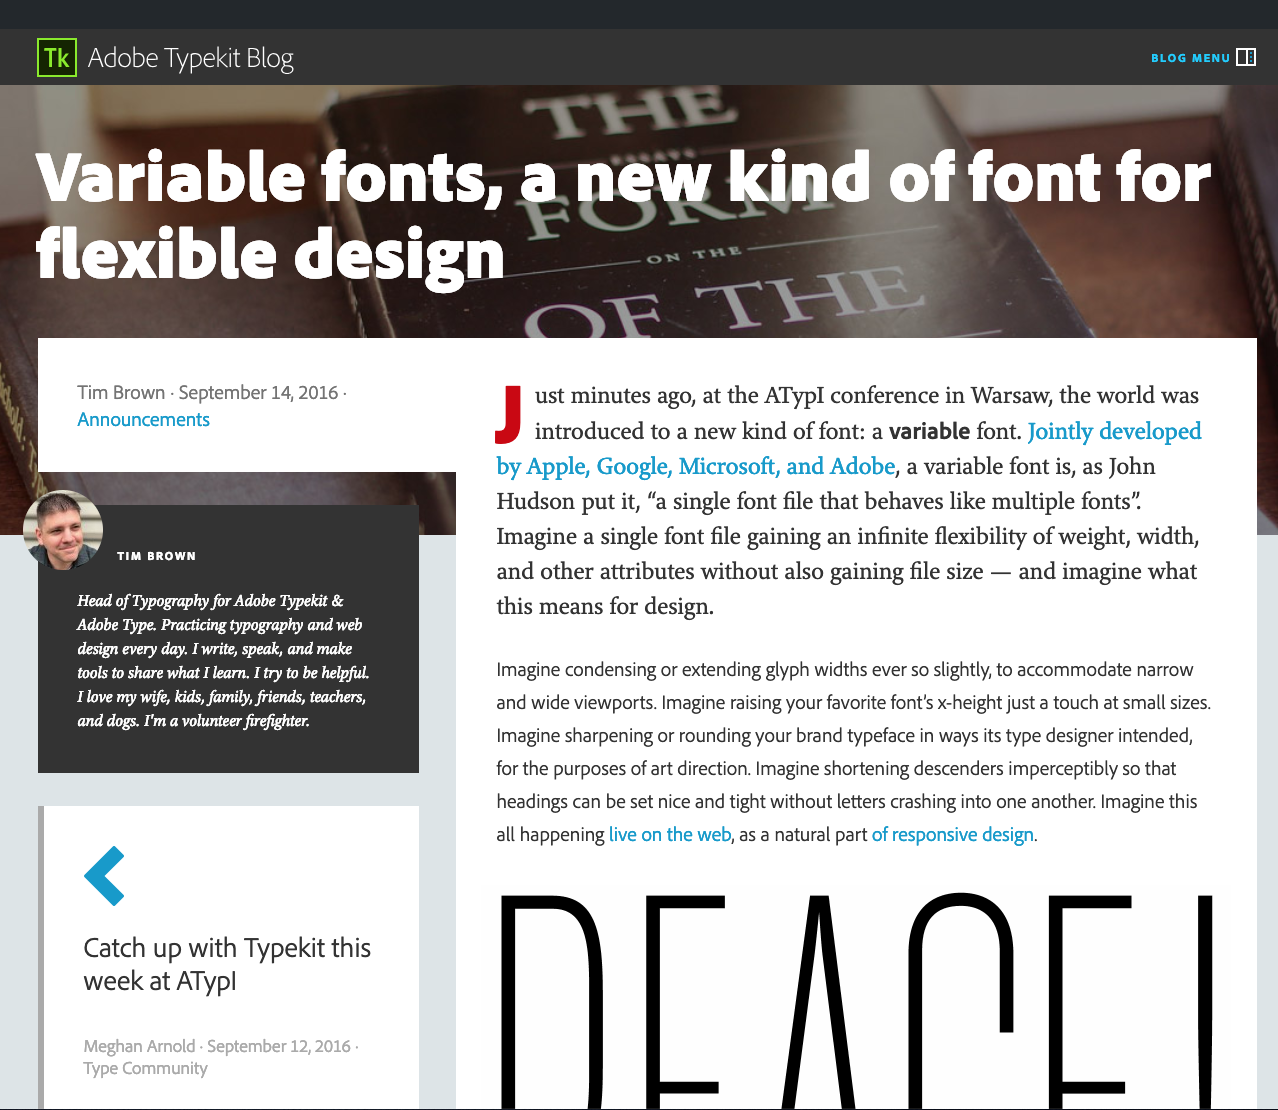 Tk Adobe Typekit Blog
BLOG MENU
THE
FORM
ON THE
OF THE
Variable fonts, a new kind of font for
flexible design
Tim Brown · September 14, 2016 ·
Announcements
TIM BROWN
Head of Typography for Adobe Typekit &
Adobe Type. Practicing typography and web
design every day. I write, speak, and make
tools to share what I learn. I try to be helpful.
I love my wife, kids, family, friends, teachers,
and dogs. I'm a volunteer firefighter.
Catch up with Typekit this
week at ATypI
Meghan Arnold · September 12, 2016 ·
Type Community
Just minutes ago, at the ATypI conference in Warsaw, the world was
introduced to a new kind of font: a variable font. Jointly developed
by Apple, Google, Microsoft, and Adobe, a variable font is, as John
Hudson put it, “a single font file that behaves like multiple fonts”.
Imagine a single font file gaining an infinite flexibility of weight, width,
and other attributes without also gaining file size — and imagine what
this means for design.
Imagine condensing or extending glyph widths ever so slightly, to accommodate narrow
and wide viewports. Imagine raising your favorite font’s x-height just a touch at small sizes.
Imagine sharpening or rounding your brand typeface in ways its type designer intended,
for the purposes of art direction. Imagine shortening descenders imperceptibly so that
headings can be set nice and tight without letters crashing into one another. Imagine this
all happening live on the web, as a natural part of responsive design.
PEACE!